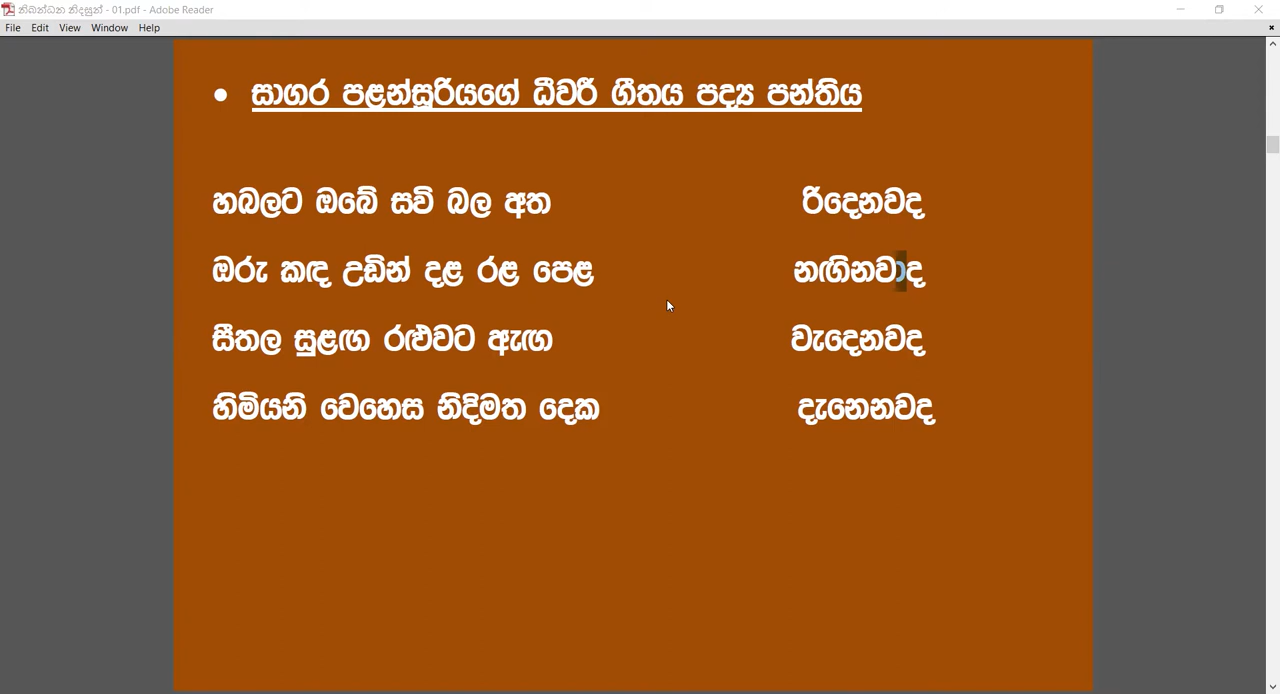 නිබන්ධන නිදසුන් - 01.pdf - Adobe Reader
File Edit View Window Help
• සාගර පළන්සූරියගේ ධීවරී ගීතය පද්‍ය පන්තිය
හබලට ඔබේ සවි බල අත රිදෙනවද
ඔරු කඳ උඩින් දළ රළ පෙළ නඟිනවාද
සීතල සුළඟ රළුවට ඇඟ වැදෙනවද
හිමියනි වෙහෙස නිදිමත දෙක දැනෙනවද